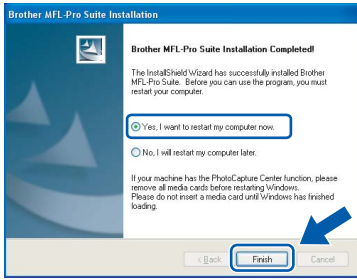 Brother MFL-Pro Suite Installation
Brother MFL-Pro Suite Installation Completed!
The InstallShield Wizard has successfully installed Brother
MFL-Pro Suite. Before you can use the program, you must
restart your computer.
Yes, I want to restart my computer now.
No, I will restart my computer later.
If your machine has the PhotoCapture Center function, please
remove all media cards before restarting Windows.
Please do not insert a media card until Windows has finished
loading.
< Back Finish Cancel